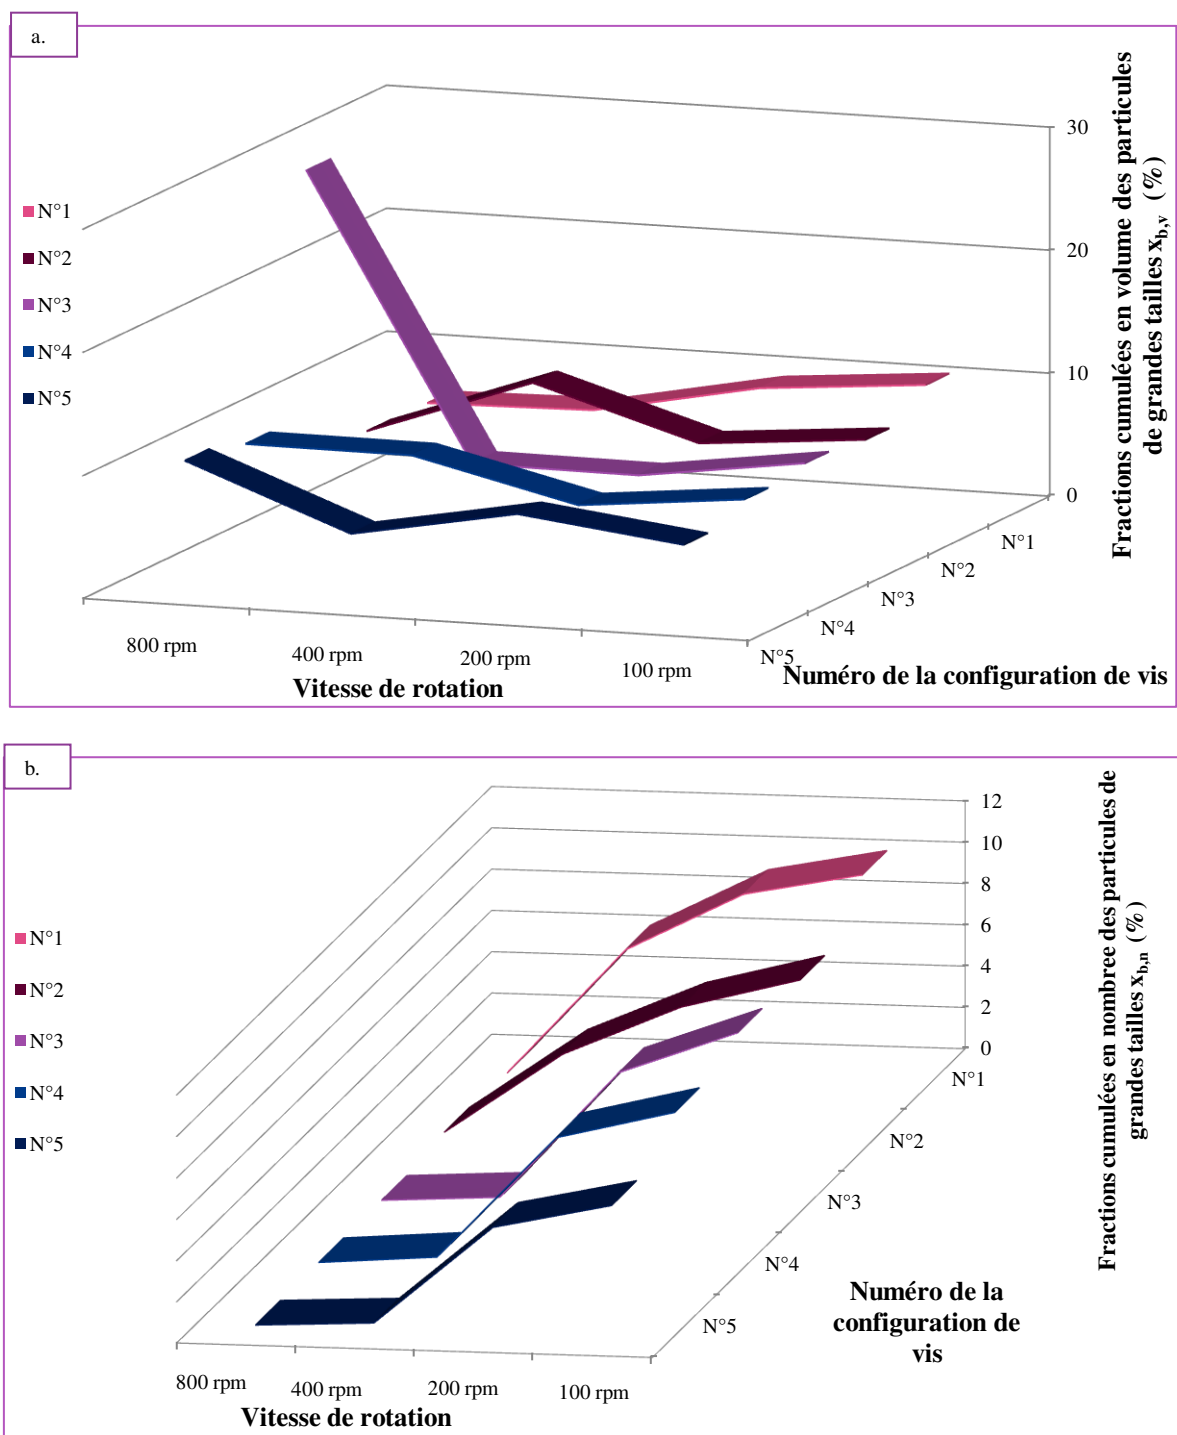 a.
Fractions cumulées en volume des particules
de grandes tailles x_b,v (%)
30
20
10
0
N°1
N°2
N°3
N°4
N°5
N°1
N°2
N°3
N°4
N°5
800 rpm
400 rpm
200 rpm
100 rpm
Vitesse de rotation
Numéro de la configuration de vis
b.
Fractions cumulées en nombree des particules de
grandes tailles x_b,n (%)
12
10
8
6
4
2
0
N°1
N°2
N°3
N°4
N°5
N°1
N°2
N°3
N°4
N°5
Numéro de la
configuration de
vis
800 rpm
400 rpm
200 rpm
100 rpm
Vitesse de rotation